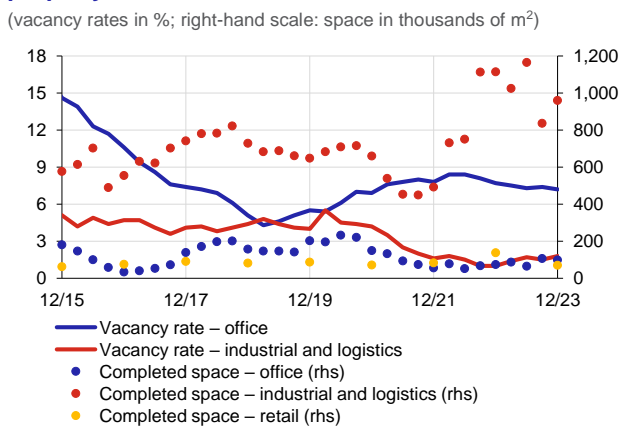 (vacancy rates in %; right-hand scale: space in thousands of m²)
18 1,200
15 1,000
12 800
9 600
6 400
3 200
0 0
12/15 12/17 12/19 12/21 12/23
Vacancy rate – office
Vacancy rate – industrial and logistics
Completed space – office (rhs)
Completed space – industrial and logistics (rhs)
Completed space – retail (rhs)